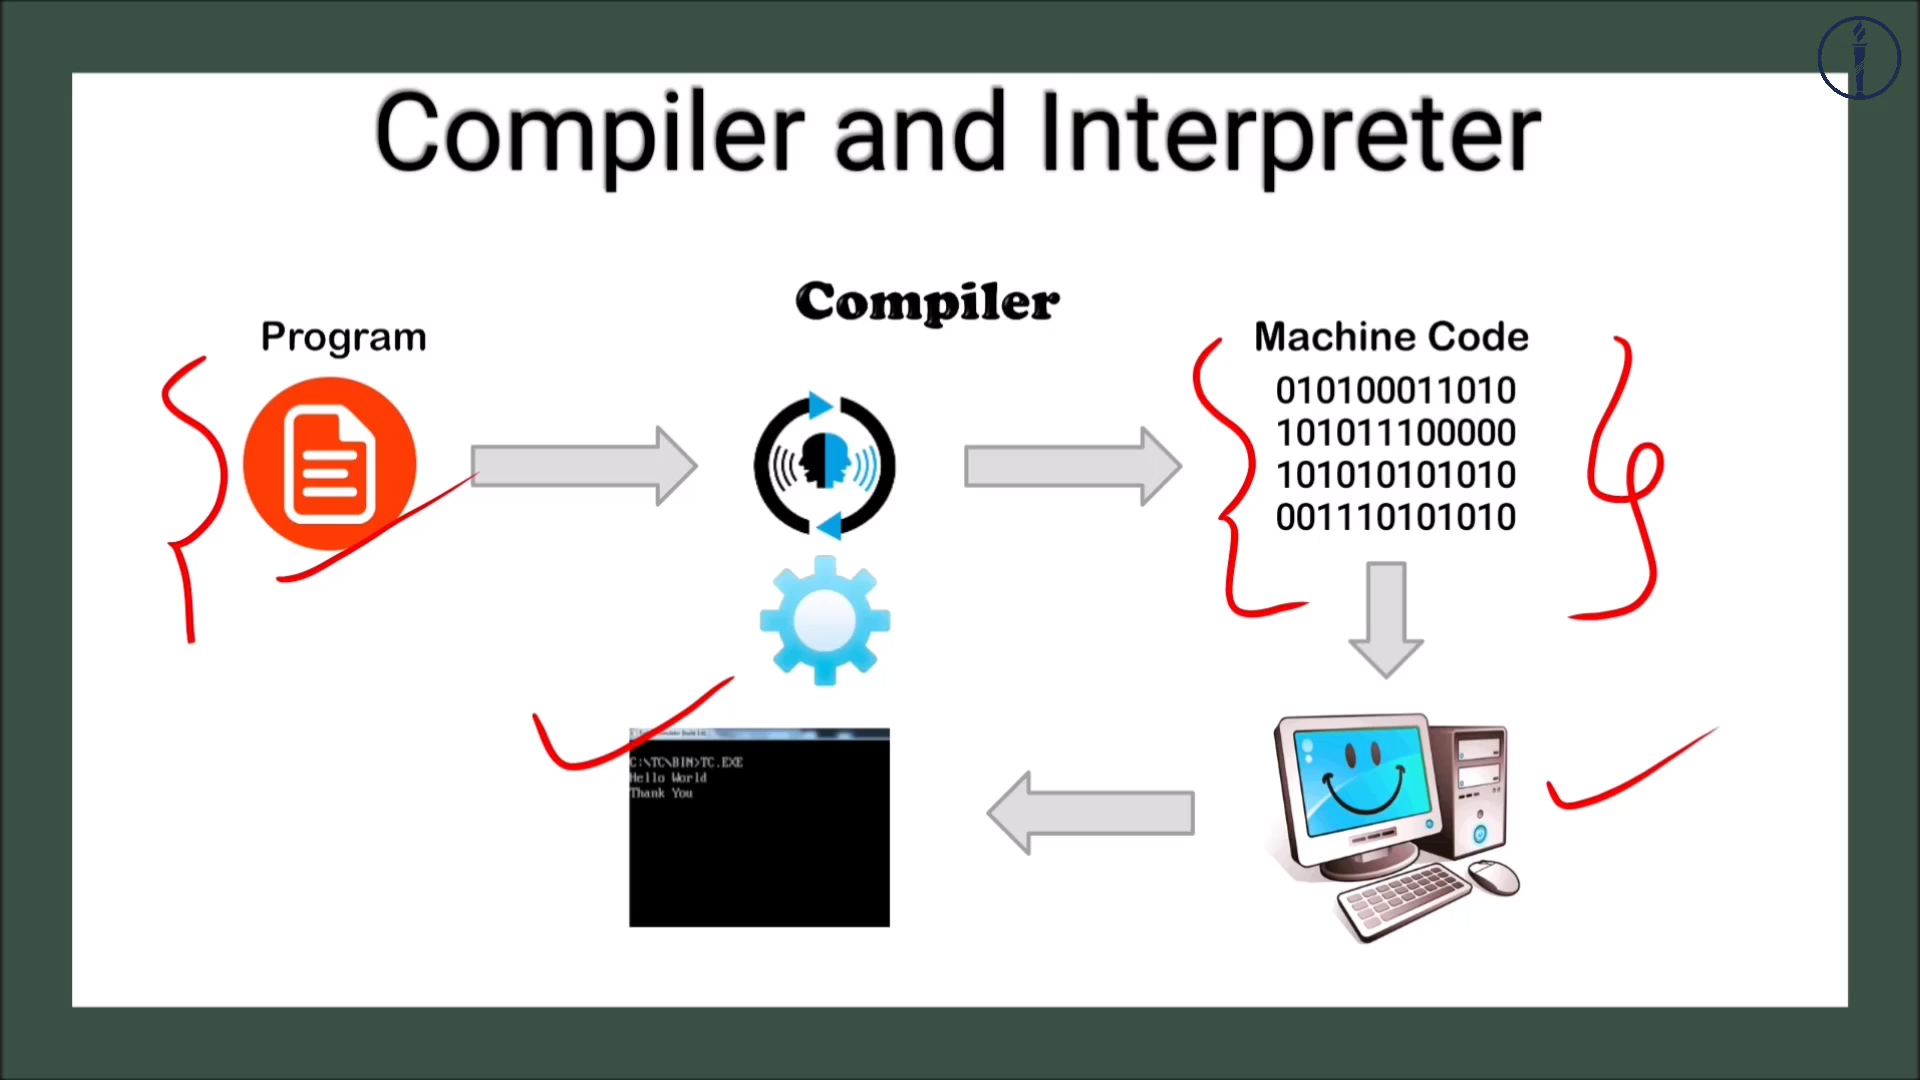 Compiler and Interpreter
Compiler
Program
Machine Code
010100011010
101011100000
101010101010
001110101010
C:\TC\BIN>TC.EXE
Hello World
Thank You